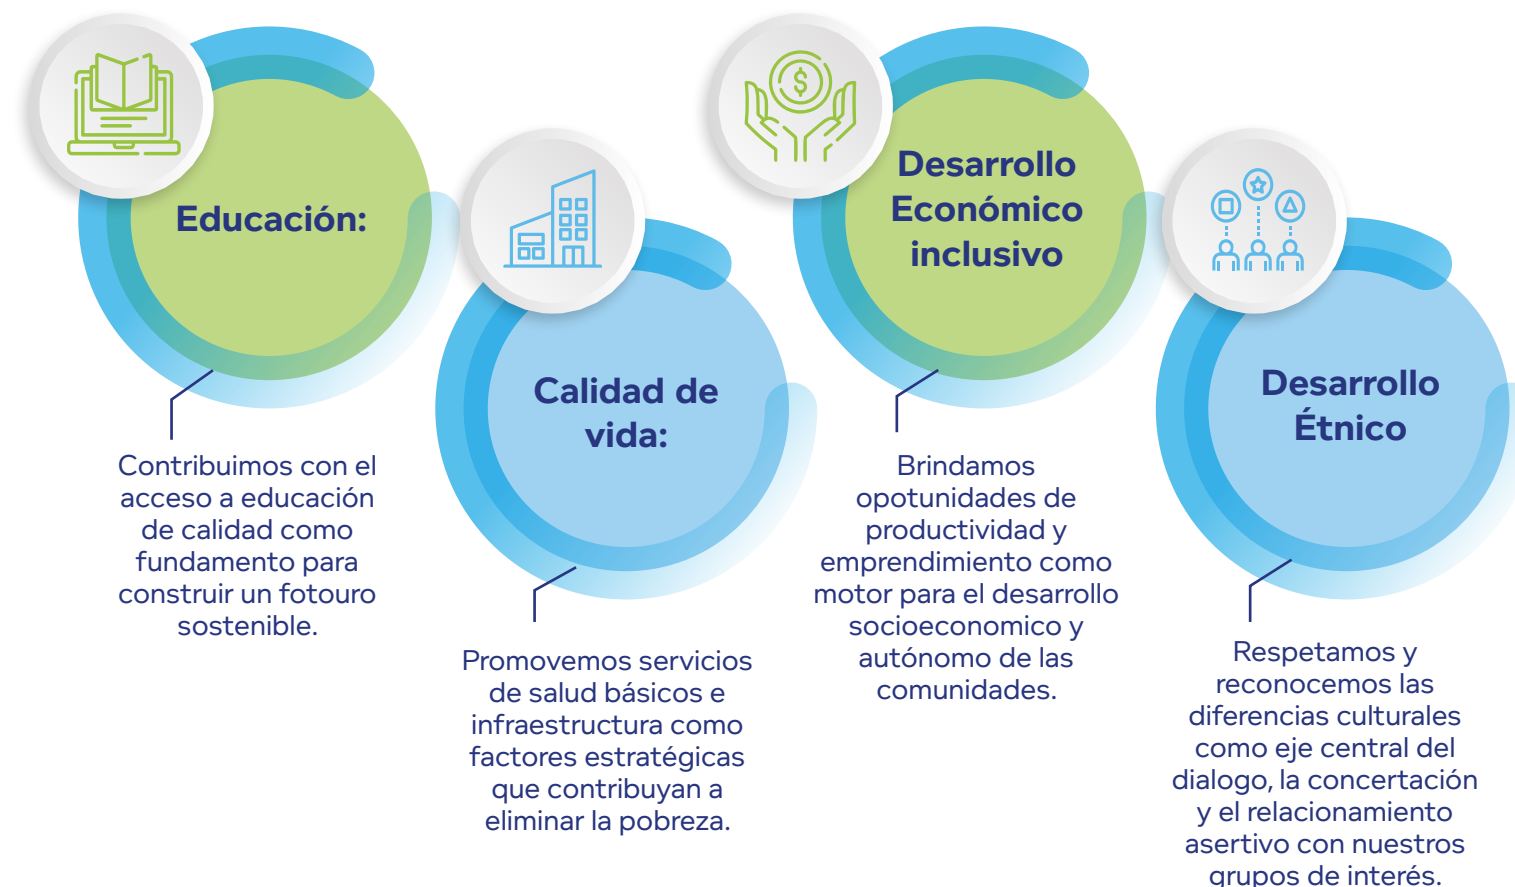 Educación:
Contribuimos con el
acceso a educación
de calidad como
fundamento para
construir un fotouro
sostenible.
Calidad de
vida:
Promovemos servicios
de salud básicos e
infraestructura como
factores estratégicas
que contribuyan a
eliminar la pobreza.
Desarrollo
Económico
inclusivo
Brindamos
opotunidades de
productividad y
emprendimiento como
motor para el desarrollo
socioeconomico y
autónomo de las
comunidades.
Desarrollo
Étnico
Respetamos y
reconocemos las
diferencias culturales
como eje central del
dialogo, la concertación
y el relacionamiento
asertivo con nuestros
grupos de interés.